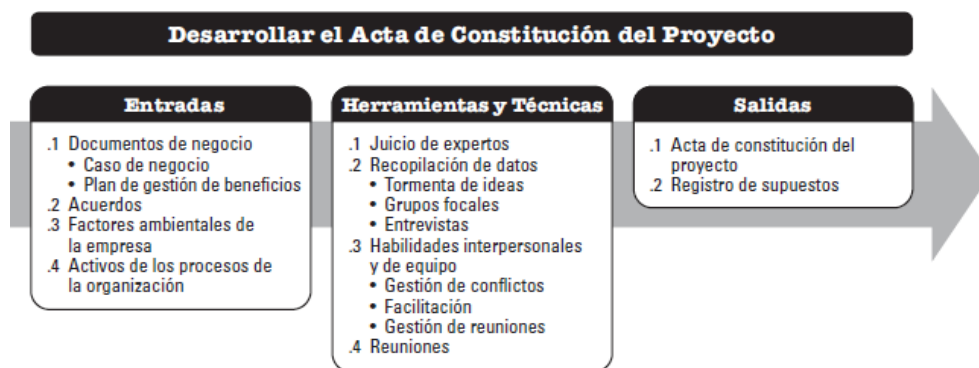 Desarrollar el Acta de Constitución del Proyecto
Entradas
.1 Documentos de negocio
• Caso de negocio
• Plan de gestión de beneficios
.2 Acuerdos
.3 Factores ambientales de
la empresa
.4 Activos de los procesos de
la organización
Herramientas y Técnicas
.1 Juicio de expertos
.2 Recopilación de datos
• Tormenta de ideas
• Grupos focales
• Entrevistas
.3 Habilidades interpersonales
y de equipo
• Gestión de conflictos
• Facilitación
• Gestión de reuniones
.4 Reuniones
Salidas
.1 Acta de constitución del
proyecto
.2 Registro de supuestos